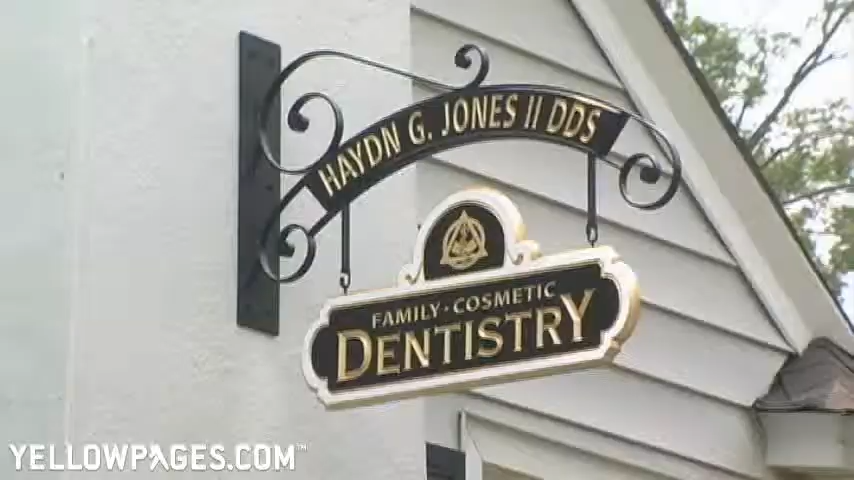 HAYDN G. JONES II DDS
FAMILY · COSMETIC
DENTISTRY
YELLOWPAGES.COM™